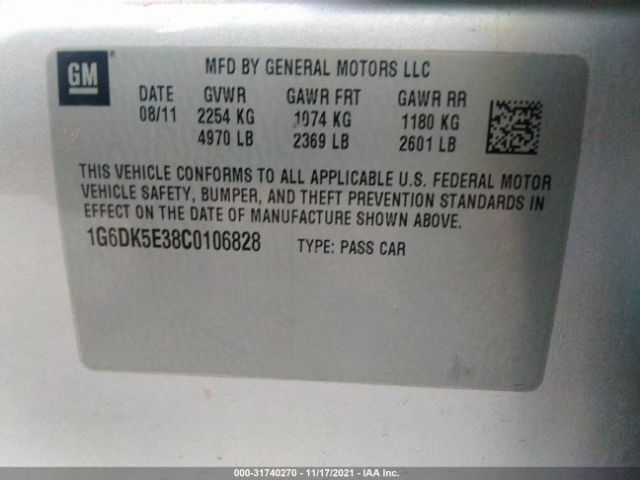 GM
MFD BY GENERAL MOTORS LLC
DATE GVWR GAWR FRT GAWR RR
08/11 2254 KG 1074 KG 1180 KG
4970 LB 2369 LB 2601 LB
THIS VEHICLE CONFORMS TO ALL APPLICABLE U.S. FEDERAL MOTOR
VEHICLE SAFETY, BUMPER, AND THEFT PREVENTION STANDARDS IN
EFFECT ON THE DATE OF MANUFACTURE SHOWN ABOVE.
1G6DK5E38C0106828 TYPE: PASS CAR
000-31740270 - 11/17/2021 - IAA Inc.